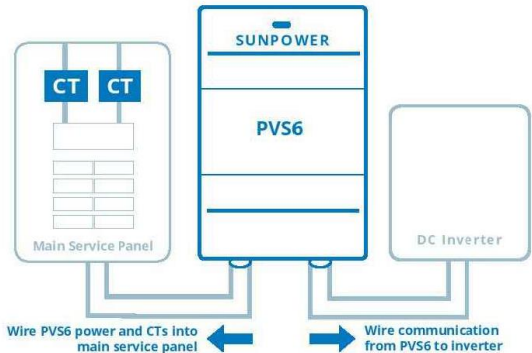 SUNPOWER
CT CT
PVS6
Main Service Panel
DC Inverter
Wire PVS6 power and CTs into
main service panel
Wire communication
from PVS6 to inverter